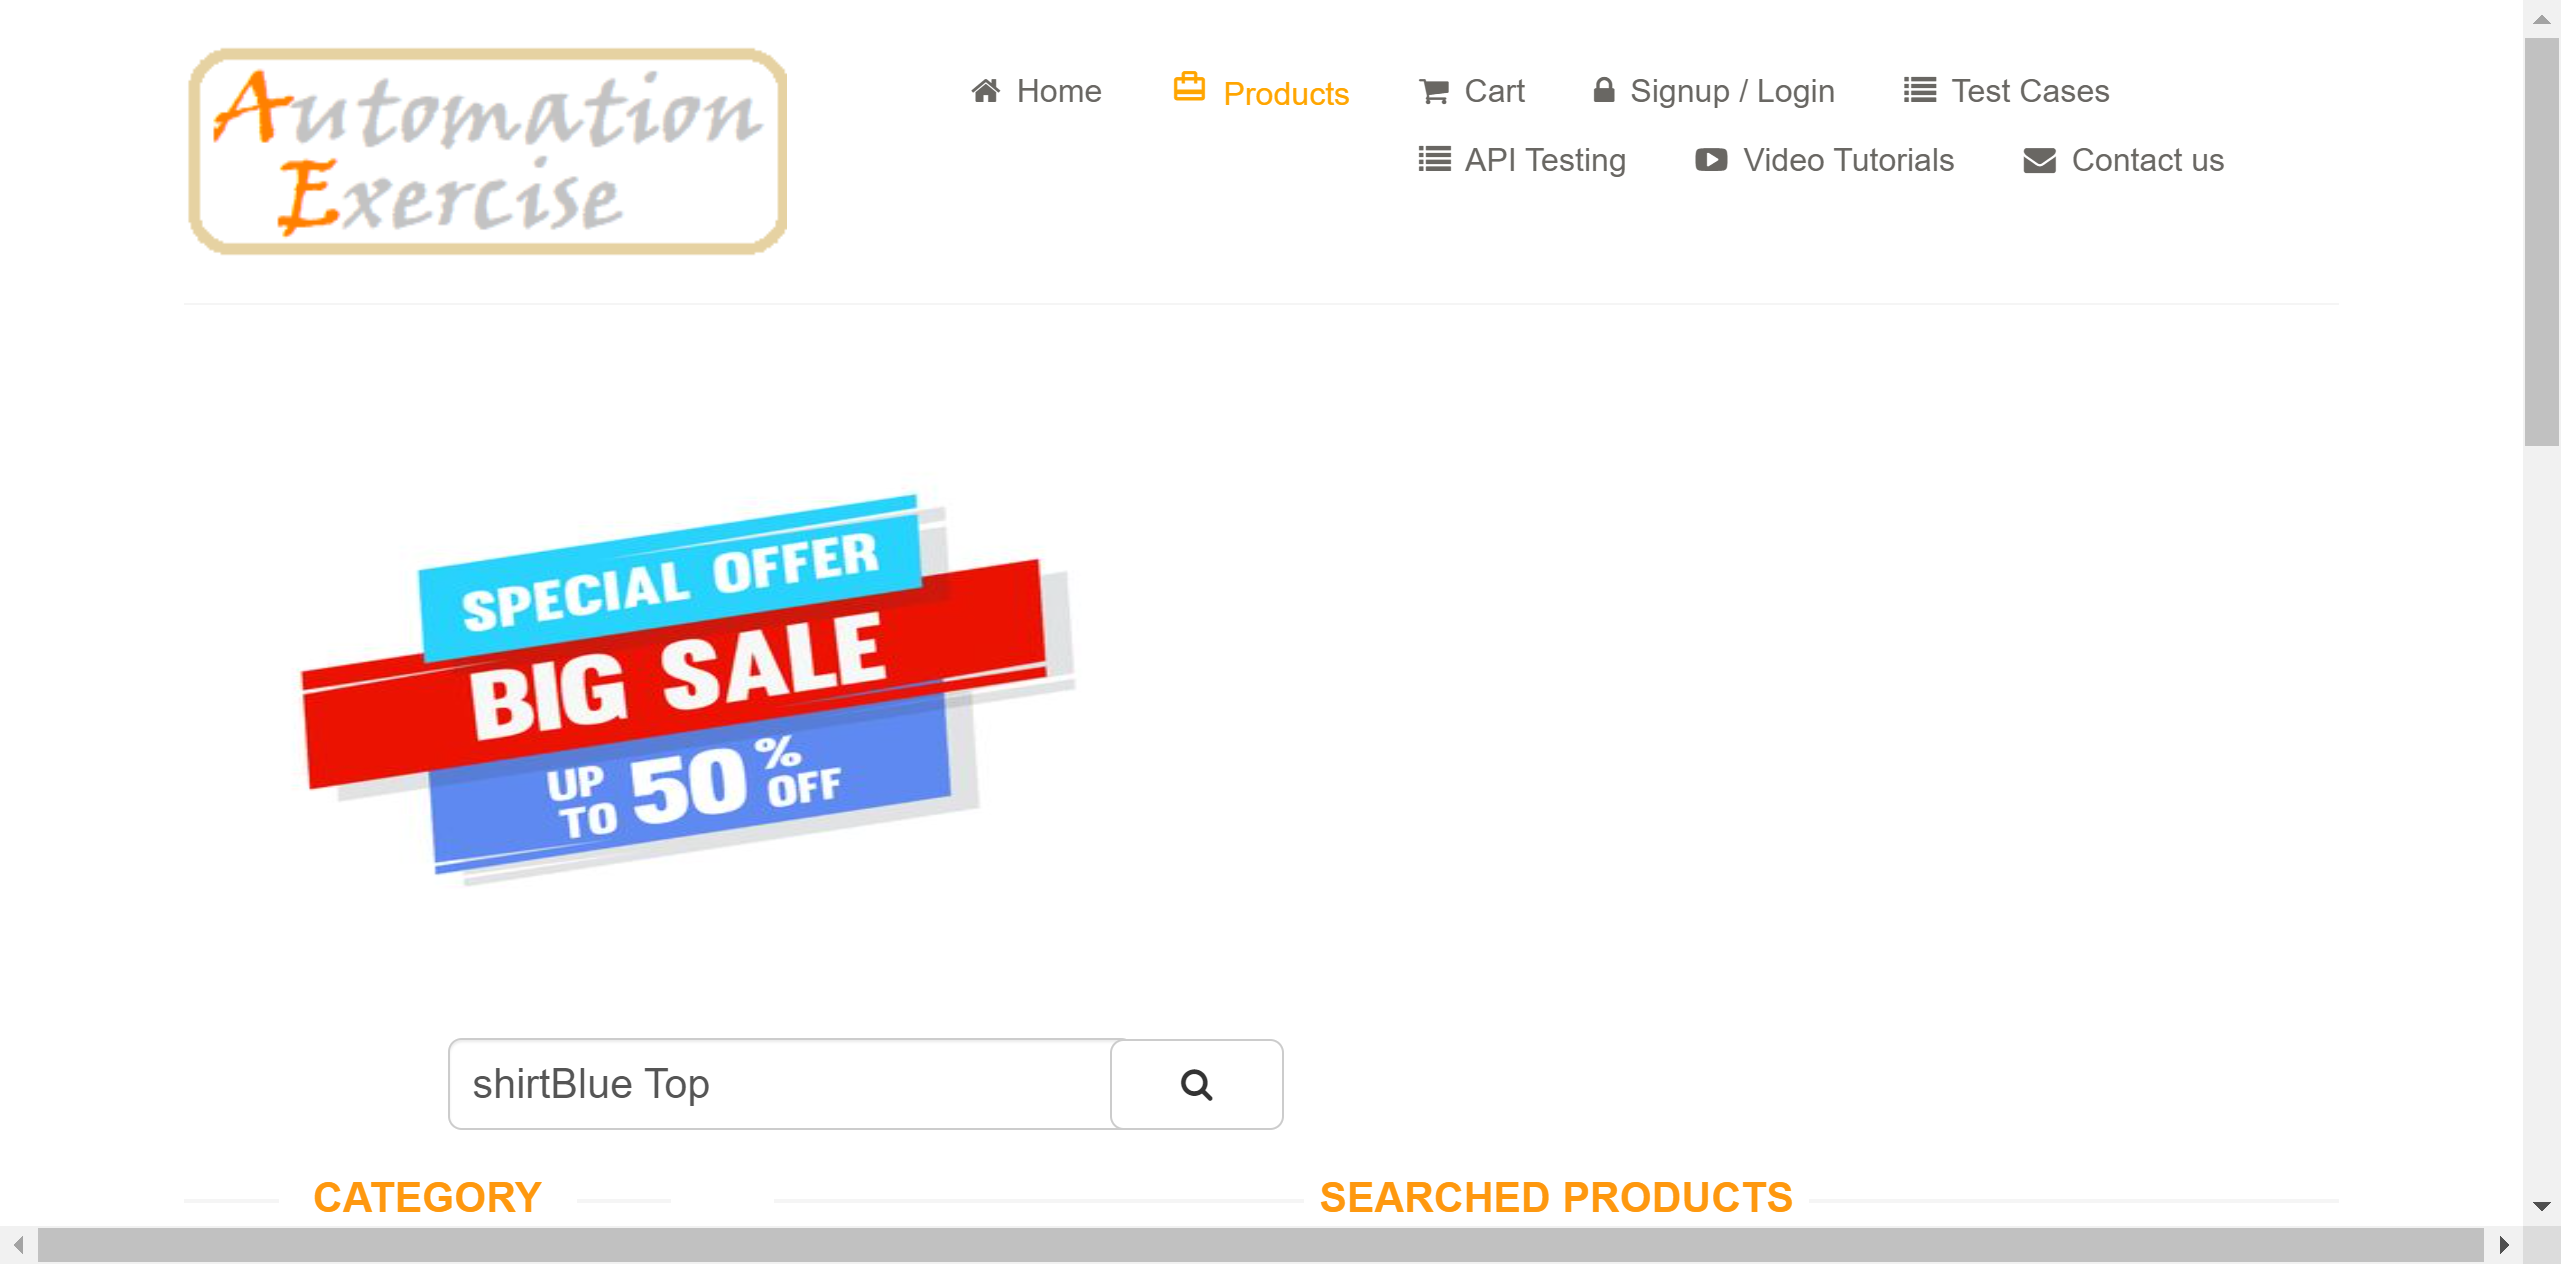 Automation
Exercise
Home Products Cart Signup / Login Test Cases
API Testing Video Tutorials Contact us
SPECIAL OFFER
BIG SALE
UP TO 50% OFF
shirtBlue Top
CATEGORY
SEARCHED PRODUCTS